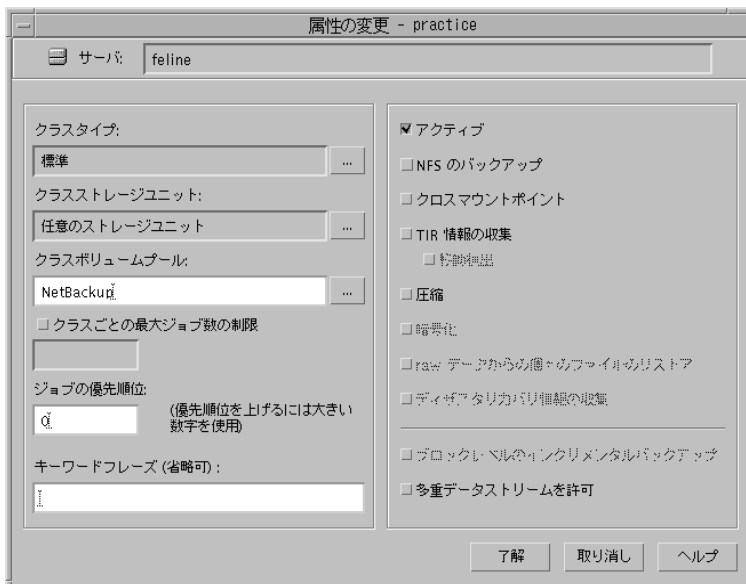 属性の変更 - practice
サーバ:
feline
クラスタイプ:
標準
...
クラスストレージユニット:
任意のストレージユニット
...
クラスボリュームプール:
NetBackup
...
クラスごとの最大ジョブ数の制限
ジョブの優先順位:
0
(優先順位を上げるには大きい
数字を使用)
キーワードフレーズ (省略可) :
アクティブ
NFS のバックアップ
クロスマウントポイント
TIR 情報の収集
移動検出
圧縮
暗号化
raw データからの個々のファイルのリストア
ディザスタリカバリ情報の収集
ブロックレベルのインクリメンタルバックアップ
多重データストリームを許可
了解
取り消し
ヘルプ